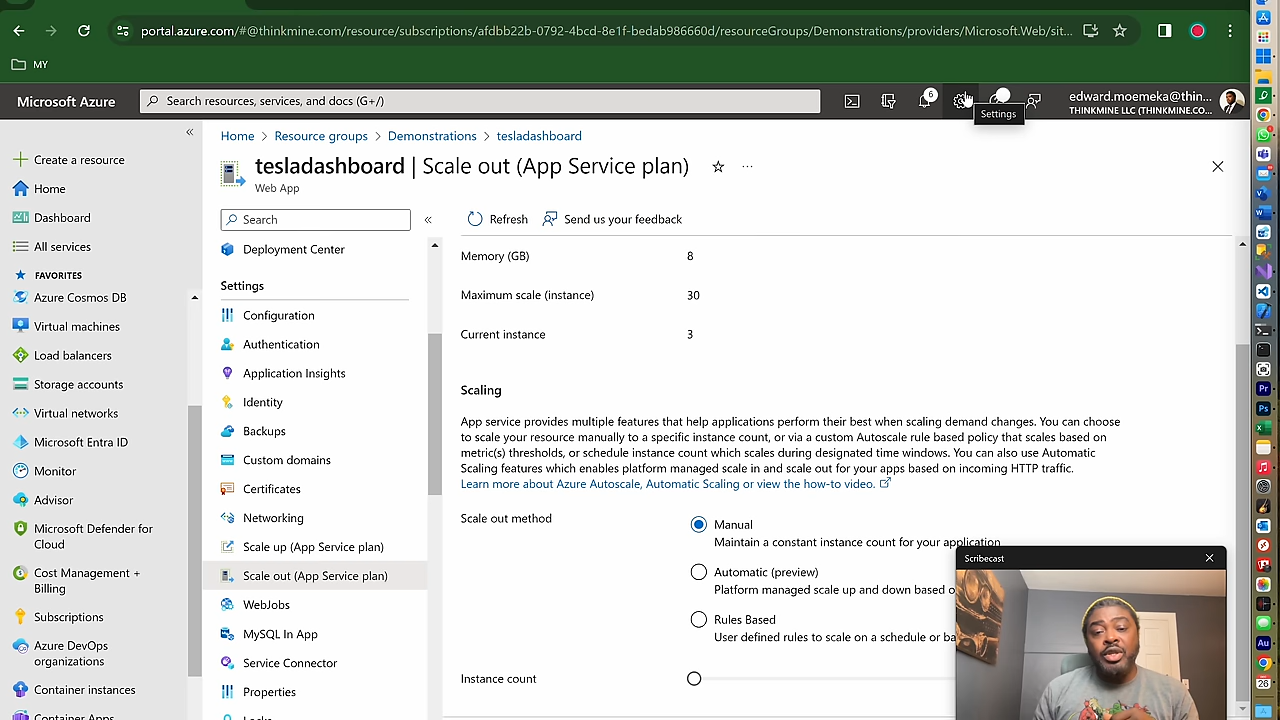 portal.azure.com/#@thinkmine.com/resource/subscriptions/afdbb22b-0792-4bcd-8e1f-bedab986660d/resourceGroups/Demonstrations/providers/Microsoft.Web/sit...
MY
Microsoft Azure
Search resources, services, and docs (G+/)
6
edward.moemeka@thin...
THINKMINE LLC (THINKMINE.CO...
Settings
Home > Resource groups > Demonstrations > tesladashboard
tesladashboard | Scale out (App Service plan)
Web App
Create a resource
Home
Dashboard
All services
FAVORITES
Azure Cosmos DB
Virtual machines
Load balancers
Storage accounts
Virtual networks
Microsoft Entra ID
Monitor
Advisor
Microsoft Defender for
Cloud
Cost Management +
Billing
Subscriptions
Azure DevOps
organizations
Container instances
Container Apps
Search
Deployment Center
Settings
Configuration
Authentication
Application Insights
Identity
Backups
Custom domains
Certificates
Networking
Scale up (App Service plan)
Scale out (App Service plan)
WebJobs
MySQL In App
Service Connector
Properties
Locks
Refresh
Send us your feedback
Memory (GB) 8
Maximum scale (instance) 30
Current instance 3
Scaling
App service provides multiple features that help applications perform their best when scaling demand changes. You can choose
to scale your resource manually to a specific instance count, or via a custom Autoscale rule based policy that scales based on
metric(s) thresholds, or schedule instance count which scales during designated time windows. You can also use Automatic
Scaling features which enables platform managed scale in and scale out for your apps based on incoming HTTP traffic.
Learn more about Azure Autoscale, Automatic Scaling or view the how-to video.
Scale out method
Manual
Maintain a constant instance count for your application
Automatic (preview)
Platform managed scale up and down based o
Rules Based
User defined rules to scale on a schedule or ba
Instance count
Scribecast
Pr
Ps
Au
26